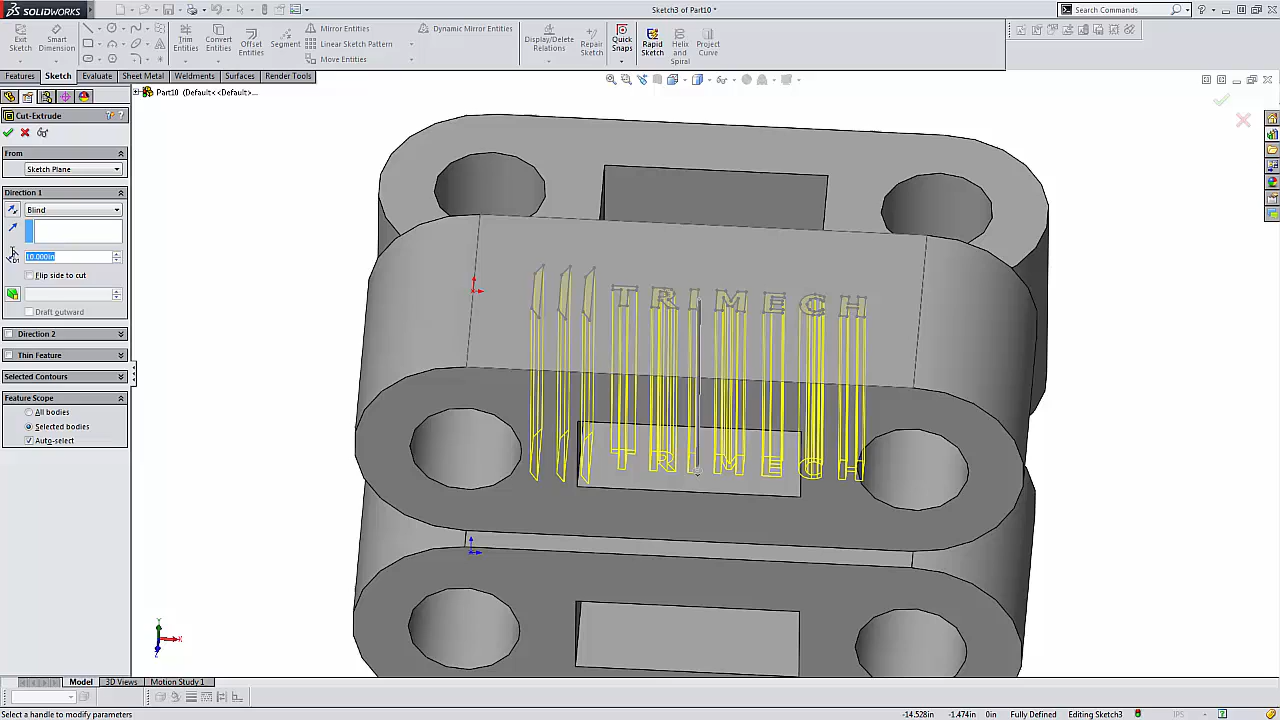 SOLIDWORKS
Sketch3 of Part10 *
Search Commands
Exit Sketch
Smart Dimension
Trim Entities
Convert Entities
Offset Entities
Segment
Mirror Entities
Linear Sketch Pattern
Move Entities
Dynamic Mirror Entities
Display/Delete Relations
Repair Sketch
Quick Snaps
Rapid Sketch
Helix and Spiral
Project Curve
Features
Sketch
Evaluate
Sheet Metal
Weldments
Surfaces
Render Tools
Part10 (Default< <Default>...
Cut-Extrude
From
Sketch Plane
Direction 1
Blind
10.000in
Flip side to cut
Draft outward
Direction 2
Thin Feature
Selected Contours
Feature Scope
All bodies
Selected bodies
Auto-select
TRIMECH
TRIMECH
Y
X
Z
Model
3D Views
Motion Study 1
Select a handle to modify parameters
-14.528in
-1.474in
0in
Fully Defined
Editing Sketch3
IPS